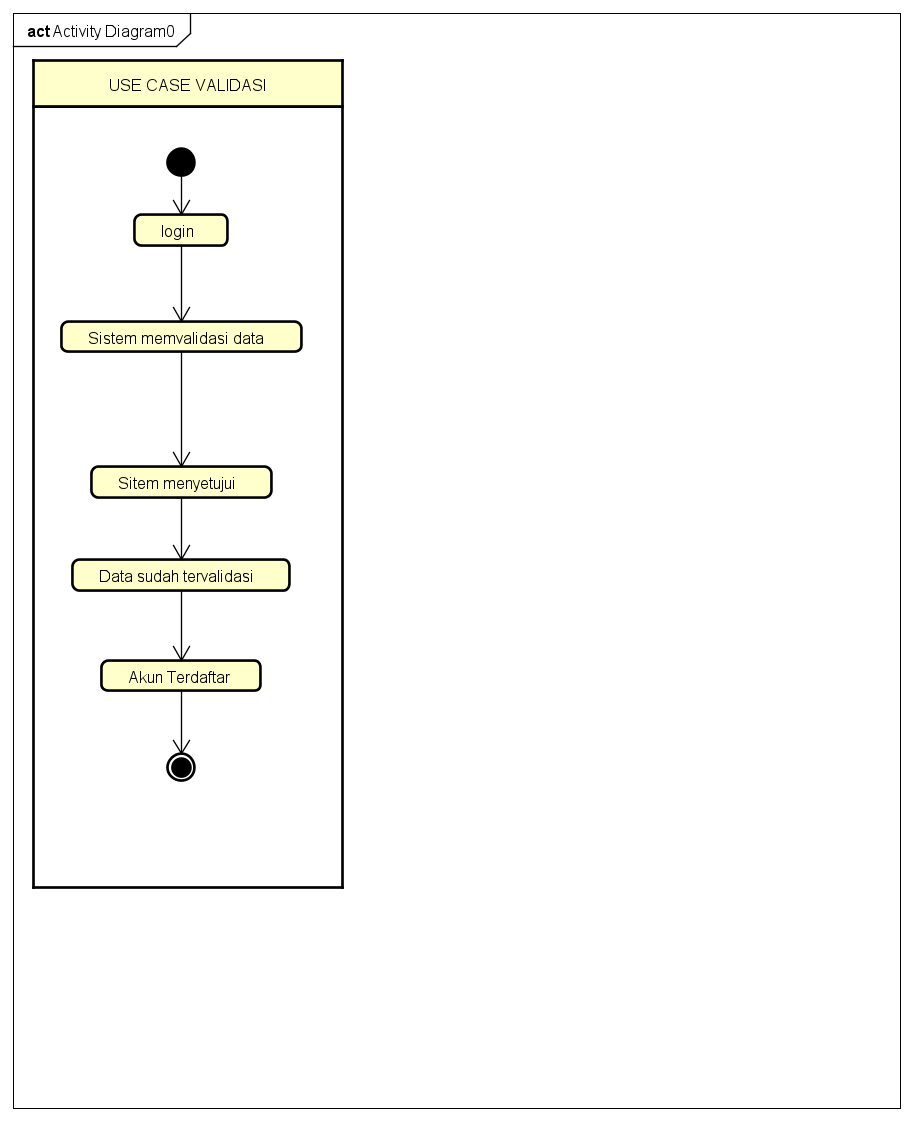 act Activity Diagram0
USE CASE VALIDASI
login
Sistem memvalidasi data
Sitem menyetujui
Data sudah tervalidasi
Akun Terdaftar